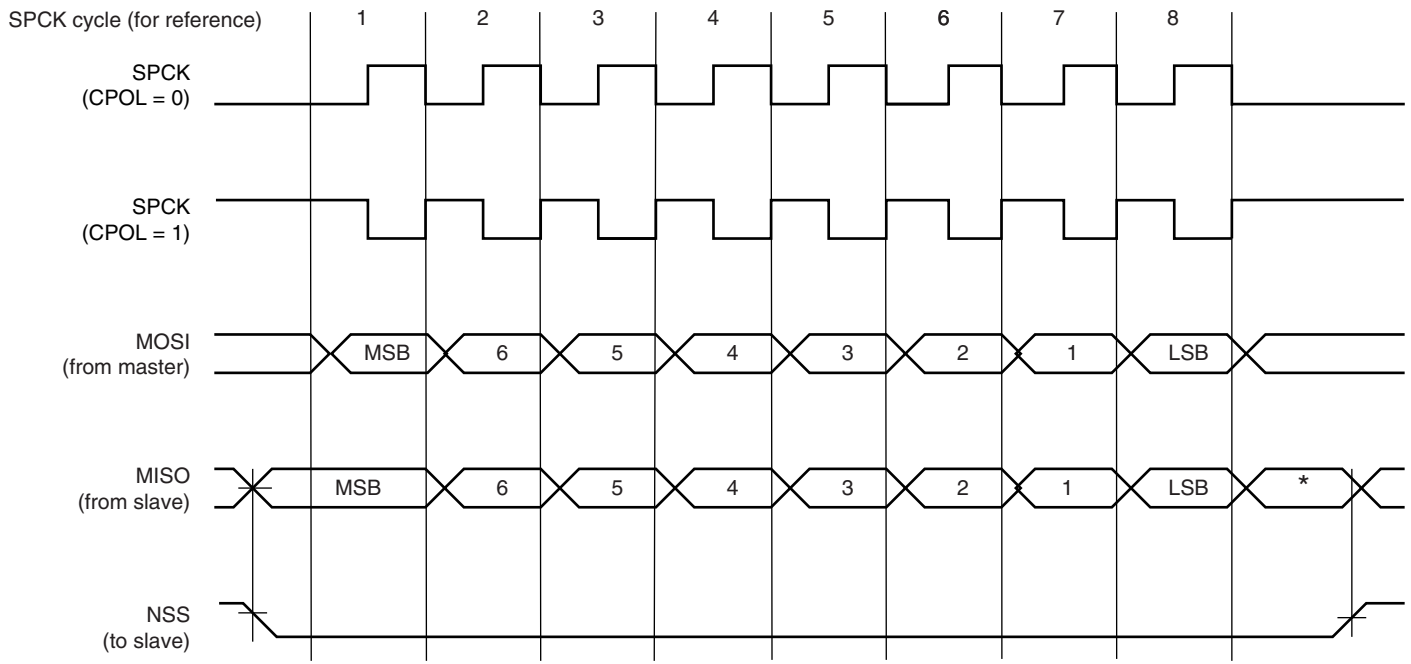 SPCK cycle (for reference) 1 2 3 4 5 6 7 8
SPCK
(CPOL = 0)
SPCK
(CPOL = 1)
MOSI
(from master)
MSB 6 5 4 3 2 1 LSB
MISO
(from slave)
MSB 6 5 4 3 2 1 LSB *
NSS
(to slave)